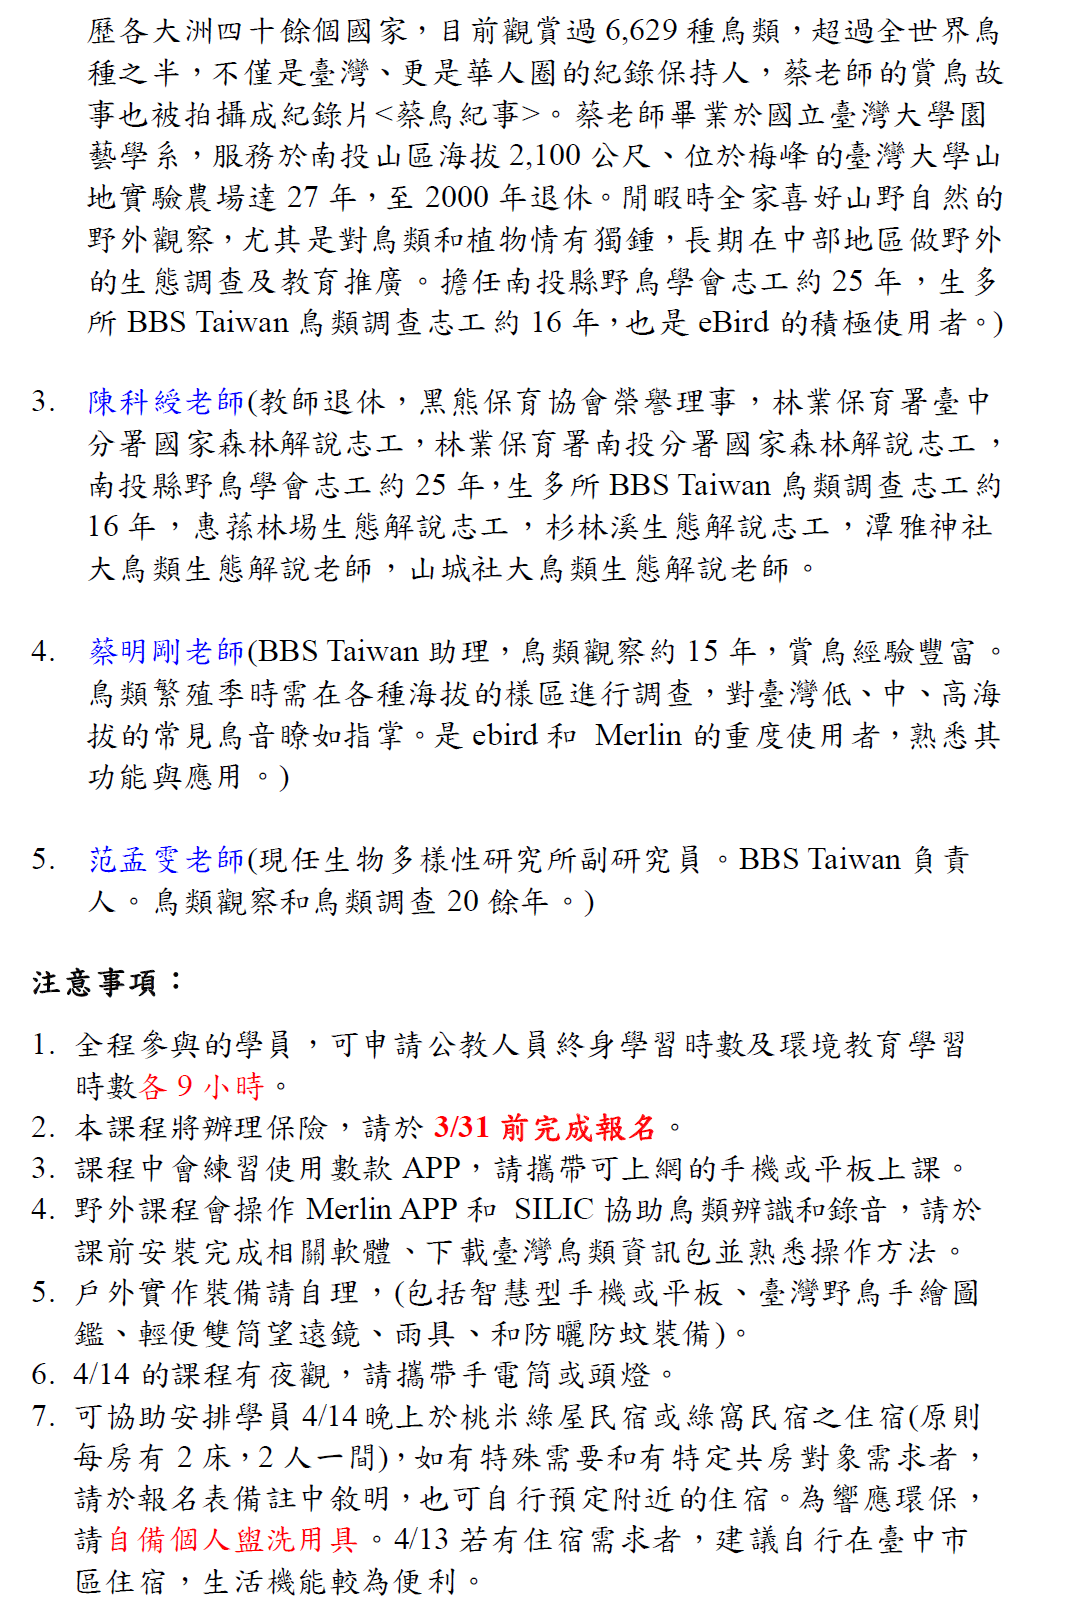 歷各大洲四十餘個國家，目前觀賞過 6,629 種鳥類，超過全世界鳥
種之半，不僅是臺灣、更是華人圈的紀錄保持人，蔡老師的賞鳥故
事也被拍攝成紀錄片<蔡鳥紀事>。蔡老師畢業於國立臺灣大學園
藝學系，服務於南投山區海拔 2,100 公尺、位於梅峰的臺灣大學山
地實驗農場達 27 年，至 2000 年退休。閒暇時全家喜好山野自然的
野外觀察，尤其是對鳥類和植物情有獨鍾，長期在中部地區做野外
的生態調查及教育推廣。擔任南投縣野鳥學會志工約 25 年，生多
所 BBS Taiwan 鳥類調查志工約 16 年，也是 eBird 的積極使用者。)
3. 陳科綬老師(教師退休，黑熊保育協會榮譽理事，林業保育署臺中
分署國家森林解說志工，林業保育署南投分署國家森林解說志工，
南投縣野鳥學會志工約 25 年，生多所 BBS Taiwan 鳥類調查志工約
16 年，惠蓀林場生態解說志工，杉林溪生態解說志工，潭雅神社
大鳥類生態解說老師，山城社大鳥類生態解說老師。
4. 蔡明剛老師(BBS Taiwan 助理，鳥類觀察約 15 年，賞鳥經驗豐富。
鳥類繁殖季時需在各種海拔的樣區進行調查，對臺灣低、中、高海
拔的常見鳥音瞭如指掌。是 ebird 和 Merlin 的重度使用者，熟悉其
功能與應用。)
5. 范孟雯老師(現任生物多樣性研究所副研究員。BBS Taiwan 負責
人。鳥類觀察和鳥類調查 20 餘年。)
注意事項：
1. 全程參與的學員，可申請公教人員終身學習時數及環境教育學習
時數各 9 小時。
2. 本課程將辦理保險，請於 3/31 前完成報名。
3. 課程中會練習使用數款 APP，請攜帶可上網的手機或平板上課。
4. 野外課程會操作 Merlin APP 和 SILIC 協助鳥類辨識和錄音，請於
課前安裝完成相關軟體、下載臺灣鳥類資訊包並熟悉操作方法。
5. 戶外實作裝備請自理，(包括智慧型手機或平板、臺灣野鳥手繪圖
鑑、輕便雙筒望遠鏡、雨具、和防曬防蚊裝備)。
6. 4/14 的課程有夜觀，請攜帶手電筒或頭燈。
7. 可協助安排學員 4/14 晚上於桃米綠屋民宿或綠窩民宿之住宿(原則
每房有 2 床，2 人一間)，如有特殊需要和有特定共房對象需求者，
請於報名表備註中敘明，也可自行預定附近的住宿。為響應環保，
請自備個人盥洗用具。4/13 若有住宿需求者，建議自行在臺中市
區住宿，生活機能較為便利。